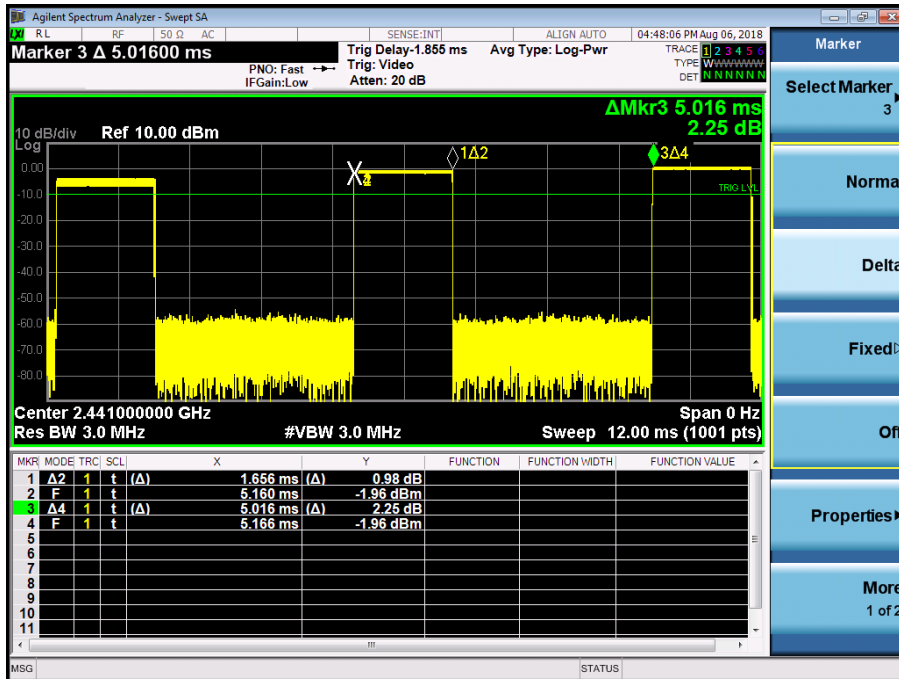 Agilent Spectrum Analyzer - Swept SA
LXI RL RF 50 Ω AC SENSE:INT ALIGN AUTO 04:48:06 PM Aug 06, 2018
Marker 3 Δ 5.01600 ms
PNO: Fast
IFGain:Low
Trig Delay-1.855 ms
Trig: Video
Atten: 20 dB
Avg Type: Log-Pwr
TRACE 1 2 3 4 5 6
TYPE WWWWWW
DET N N N N N N
ΔMkr3 5.016 ms
2.25 dB
10 dB/div Ref 10.00 dBm
Log
1Δ2
3Δ4
0.00
TRIG LVL
-10.0
-20.0
-30.0
-40.0
-50.0
-60.0
-70.0
-80.0
Center 2.441000000 GHz Span 0 Hz
Res BW 3.0 MHz #VBW 3.0 MHz Sweep 12.00 ms (1001 pts)
MKR MODE TRC SCL X Y FUNCTION FUNCTION WIDTH FUNCTION VALUE
1 Δ2 1 t (Δ) 1.656 ms (Δ) 0.98 dB
2 F 1 t 5.160 ms -1.96 dBm
3 Δ4 1 t (Δ) 5.016 ms (Δ) 2.25 dB
4 F 1 t 5.166 ms -1.96 dBm
5
6
7
8
9
10
11
MSG STATUS
Marker
Select Marker
3
Norma
Delta
Fixed
Off
Properties
More
1 of 2